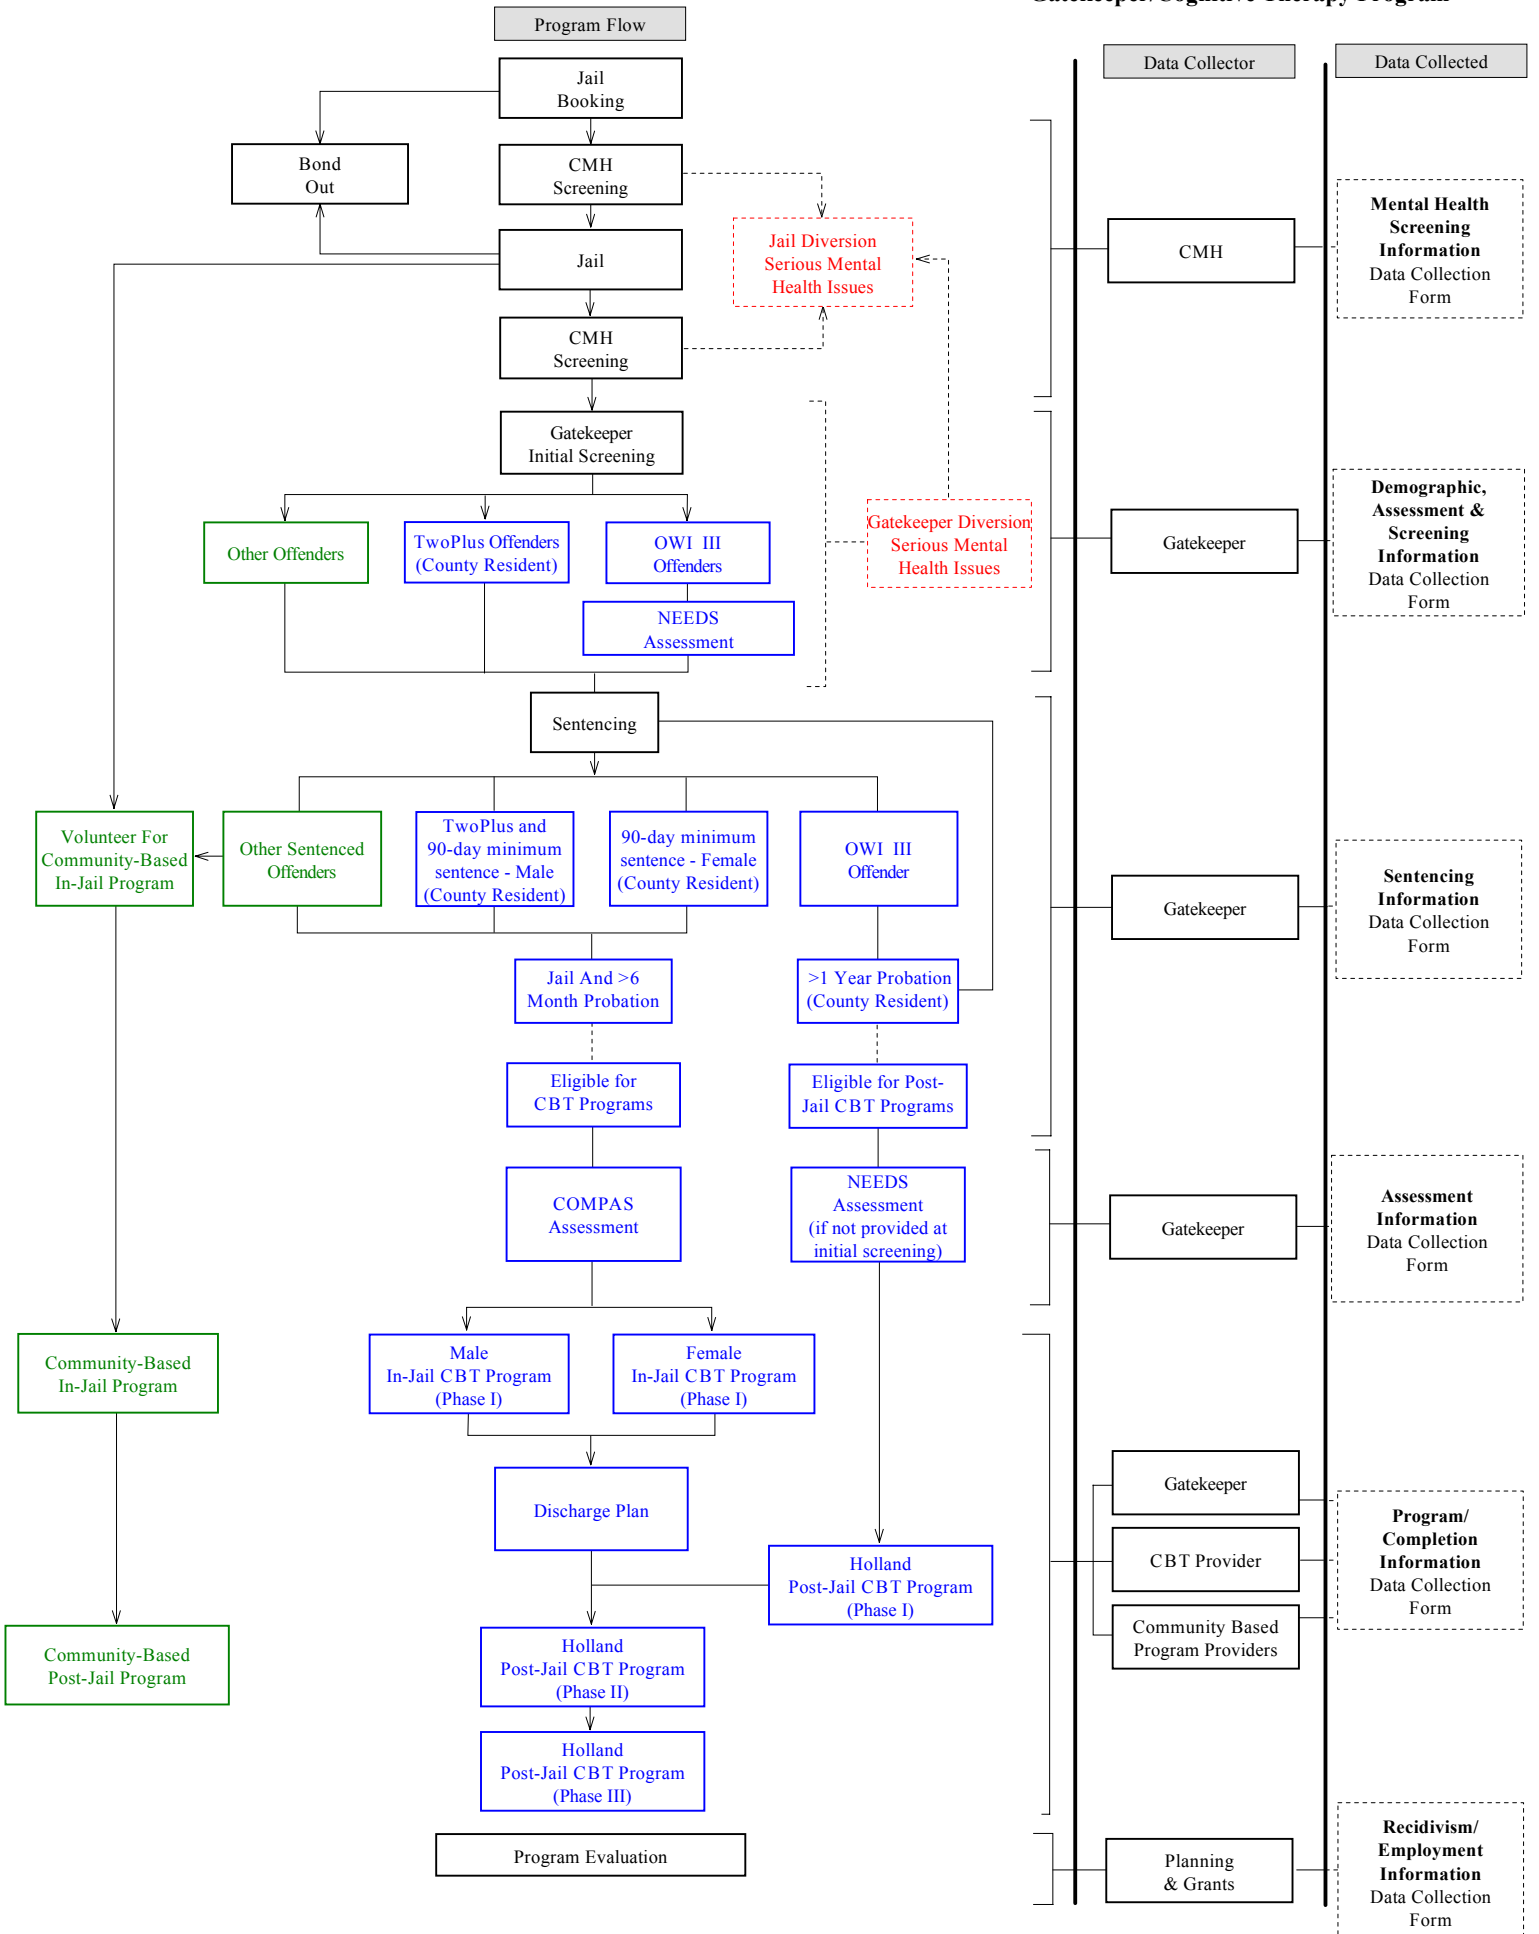 Gatekeeper/Cognitive Therapy Program
Program Flow
Data Collector
Data Collected
Jail
Booking
Bond
Out
CMH
Screening
Jail
Jail Diversion
Serious Mental
Health Issues
CMH
Screening
CMH
Mental Health
Screening
Information
Data Collection
Form
Gatekeeper
Initial Screening
Other Offenders
TwoPlus Offenders
(County Resident)
OWI III
Offenders
NEEDS
Assessment
Gatekeeper Diversion
Serious Mental
Health Issues
Gatekeeper
Demographic,
Assessment &
Screening
Information
Data Collection
Form
Sentencing
Volunteer For
Community-Based
In-Jail Program
Other Sentenced
Offenders
TwoPlus and
90-day minimum
sentence - Male
(County Resident)
90-day minimum
sentence - Female
(County Resident)
OWI III
Offender
Gatekeeper
Sentencing
Information
Data Collection
Form
Jail And >6
Month Probation
>1 Year Probation
(County Resident)
Eligible for
CBT Programs
Eligible for Post-
Jail CBT Programs
COMPAS
Assessment
NEEDS
Assessment
(if not provided at
initial screening)
Gatekeeper
Assessment
Information
Data Collection
Form
Community-Based
In-Jail Program
Male
In-Jail CBT Program
(Phase I)
Female
In-Jail CBT Program
(Phase I)
Discharge Plan
Holland
Post-Jail CBT Program
(Phase I)
Gatekeeper
CBT Provider
Community Based
Program Providers
Program/
Completion
Information
Data Collection
Form
Community-Based
Post-Jail Program
Holland
Post-Jail CBT Program
(Phase II)
Holland
Post-Jail CBT Program
(Phase III)
Program Evaluation
Planning
& Grants
Recidivism/
Employment
Information
Data Collection
Form